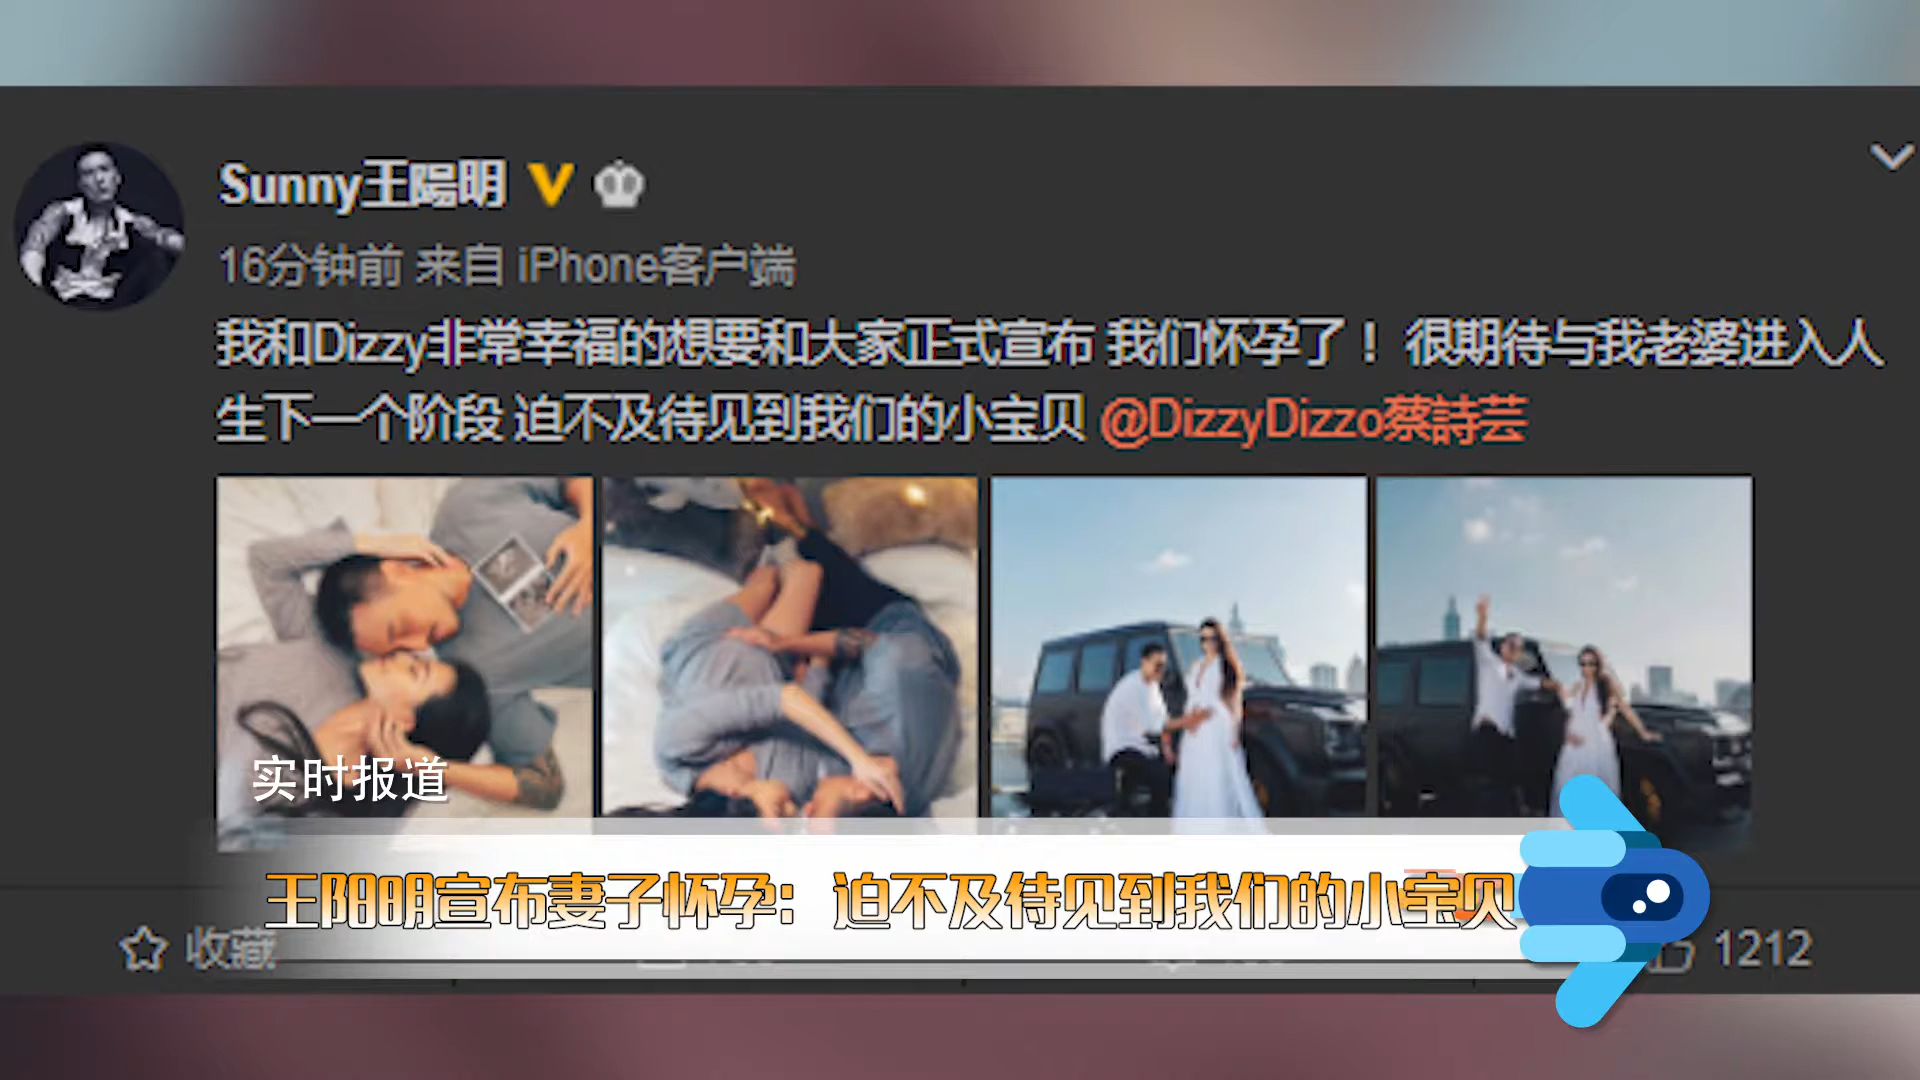 Sunny王陽明
16分钟前 来自 iPhone客户端
我和Dizzy非常幸福的想要和大家正式宣布 我们怀孕了！ 很期待与我老婆进入人
生下一个阶段 迫不及待见到我们的小宝贝 @DizzyDizzo蔡詩芸
实时报道
王阳明宣布妻子怀孕：迫不及待见到我们的小宝贝
收藏
1212